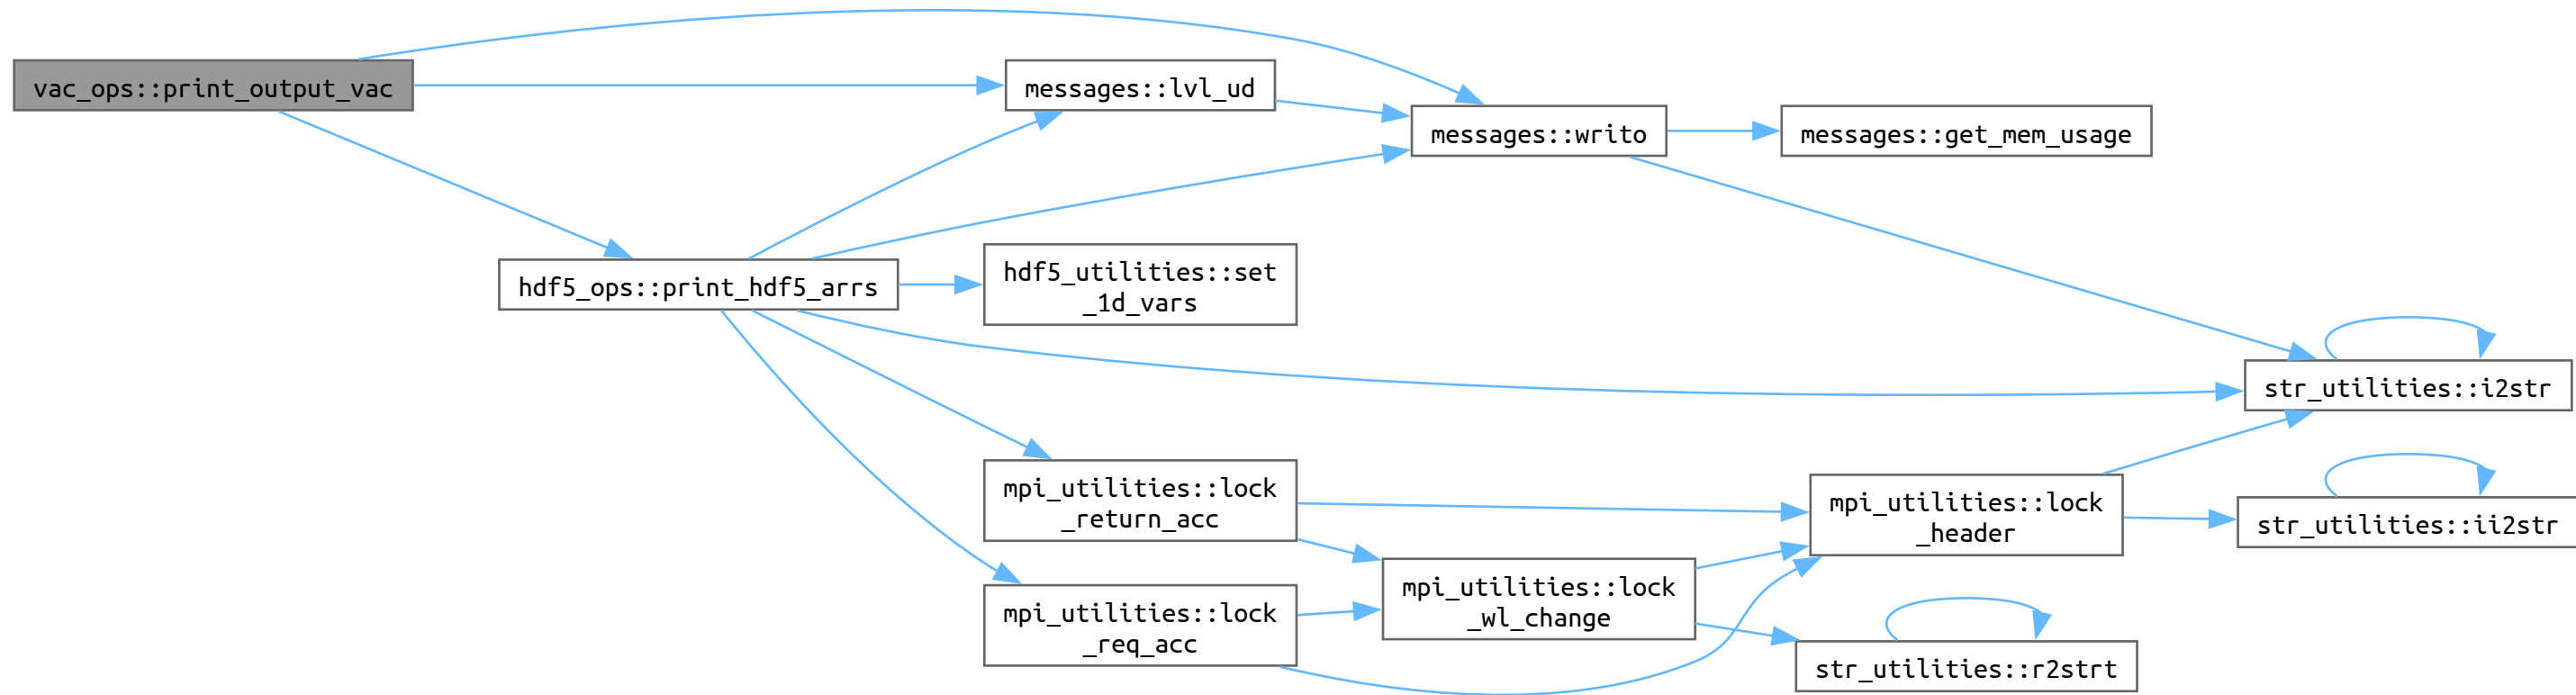 vac_ops::print_output_vac
messages::lvl_ud
messages::writo
messages::get_mem_usage
hdf5_ops::print_hdf5_arrs
hdf5_utilities::set
_1d_vars
str_utilities::i2str
mpi_utilities::lock
_return_acc
mpi_utilities::lock
_header
str_utilities::ii2str
mpi_utilities::lock
_req_acc
mpi_utilities::lock
_wl_change
str_utilities::r2strt